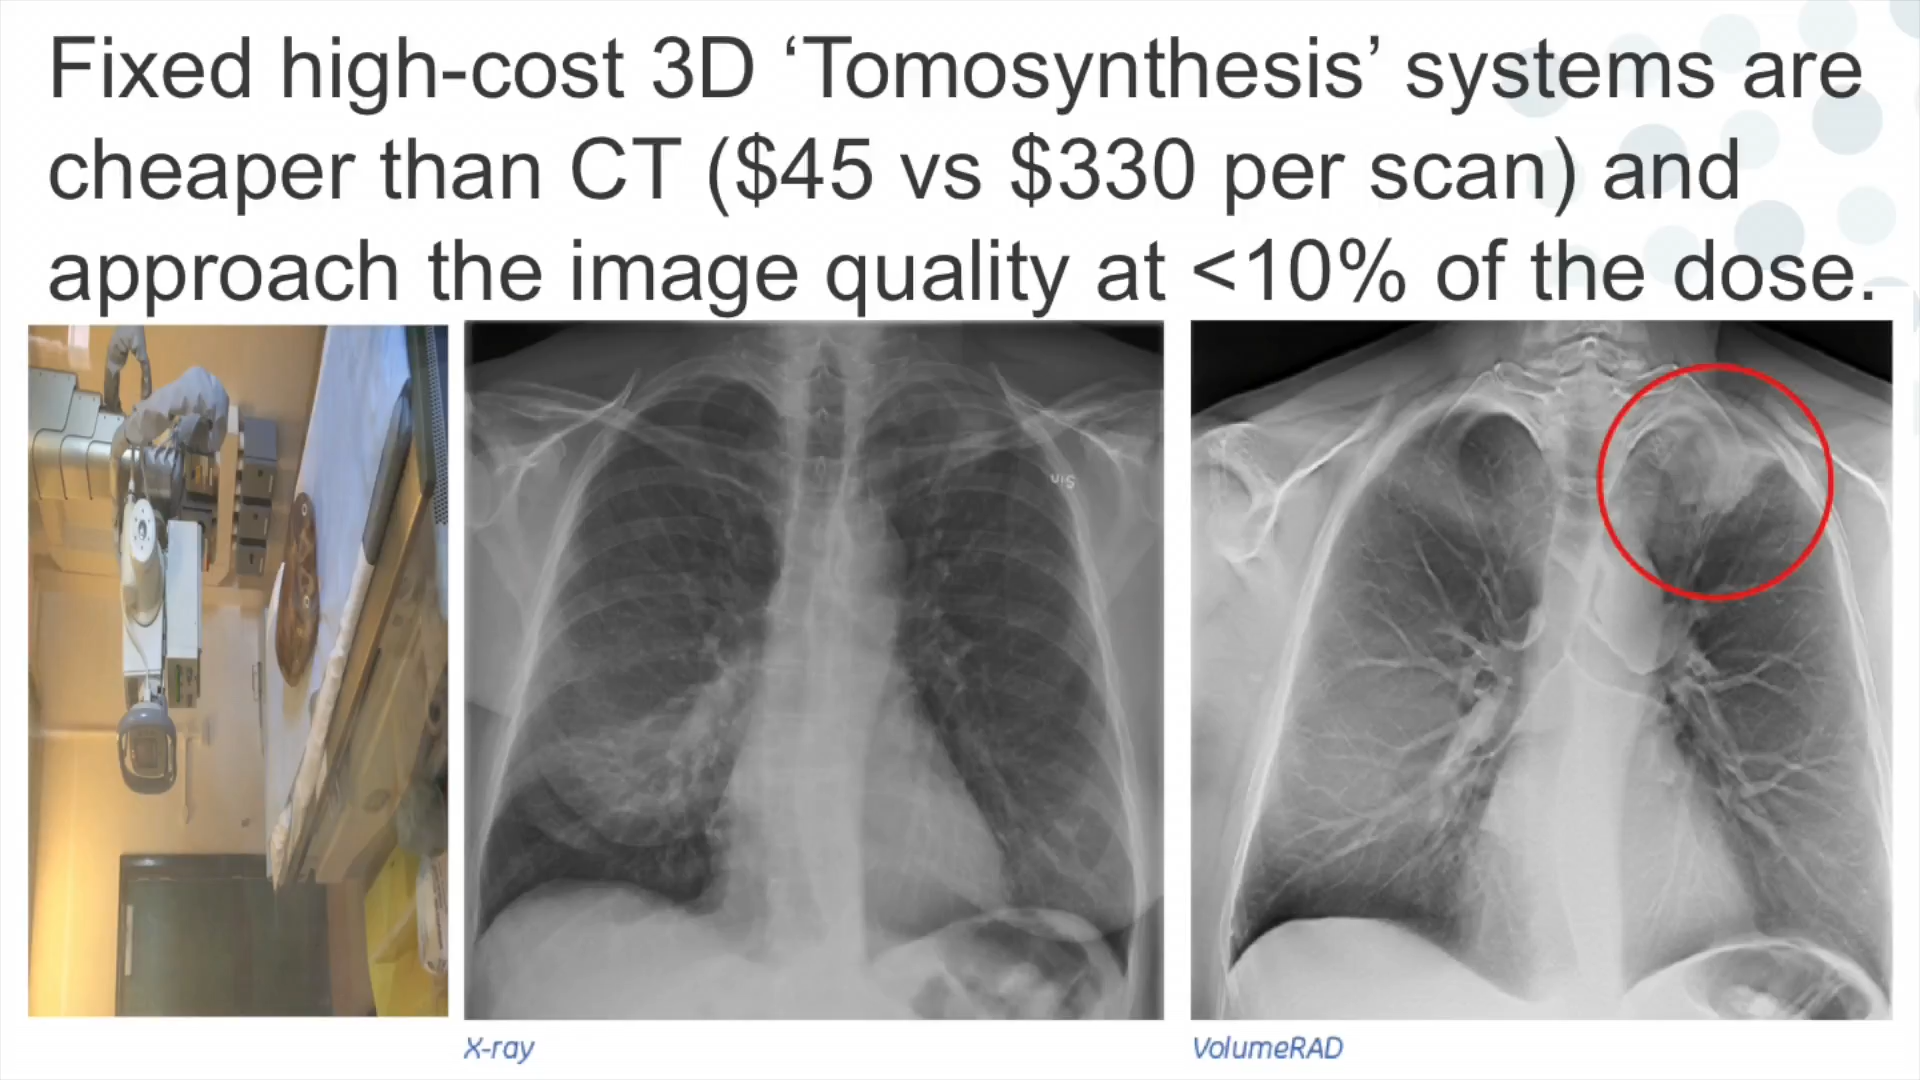 Fixed high-cost 3D ‘Tomosynthesis’ systems are
cheaper than CT ($45 vs $330 per scan) and
approach the image quality at <10% of the dose.
Sin
X-ray
VolumeRAD